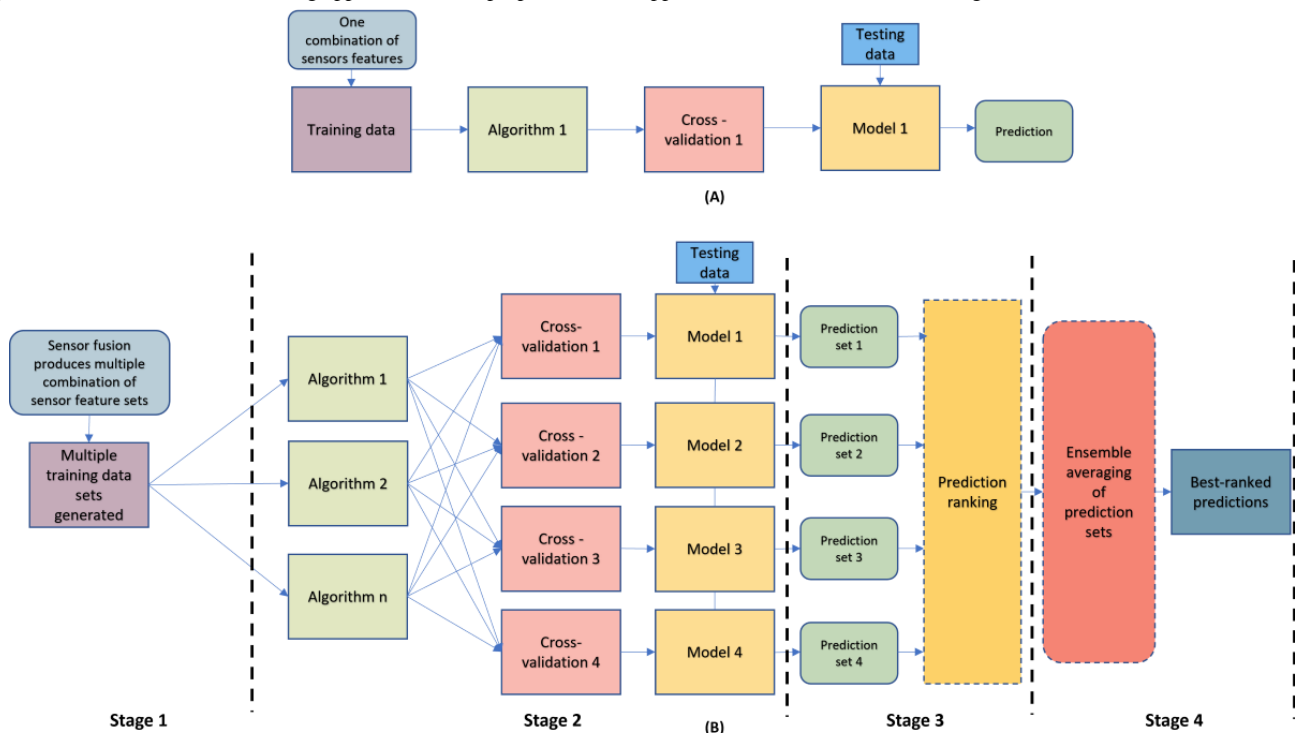 One
combination of
sensors features
Testing
data
Training data
Algorithm 1
Cross -
validation 1
Model 1
Prediction
(A)
Testing
data
Sensor fusion
produces multiple
combination of
sensor feature sets
Multiple
training data
sets
generated
Algorithm 1
Algorithm 2
Algorithm n
Cross-
validation 1
Cross -
validation 2
Cross -
validation 3
Cross-
validation 4
Model 1
Model 2
Model 3
Model 4
Prediction
set 1
Prediction
set 2
Prediction
set 3
Prediction
set 4
Prediction
ranking
Ensemble
averaging
of
prediction
sets
Best-ranked
predictions
Stage 1
Stage 2
(B)
Stage 3
Stage 4